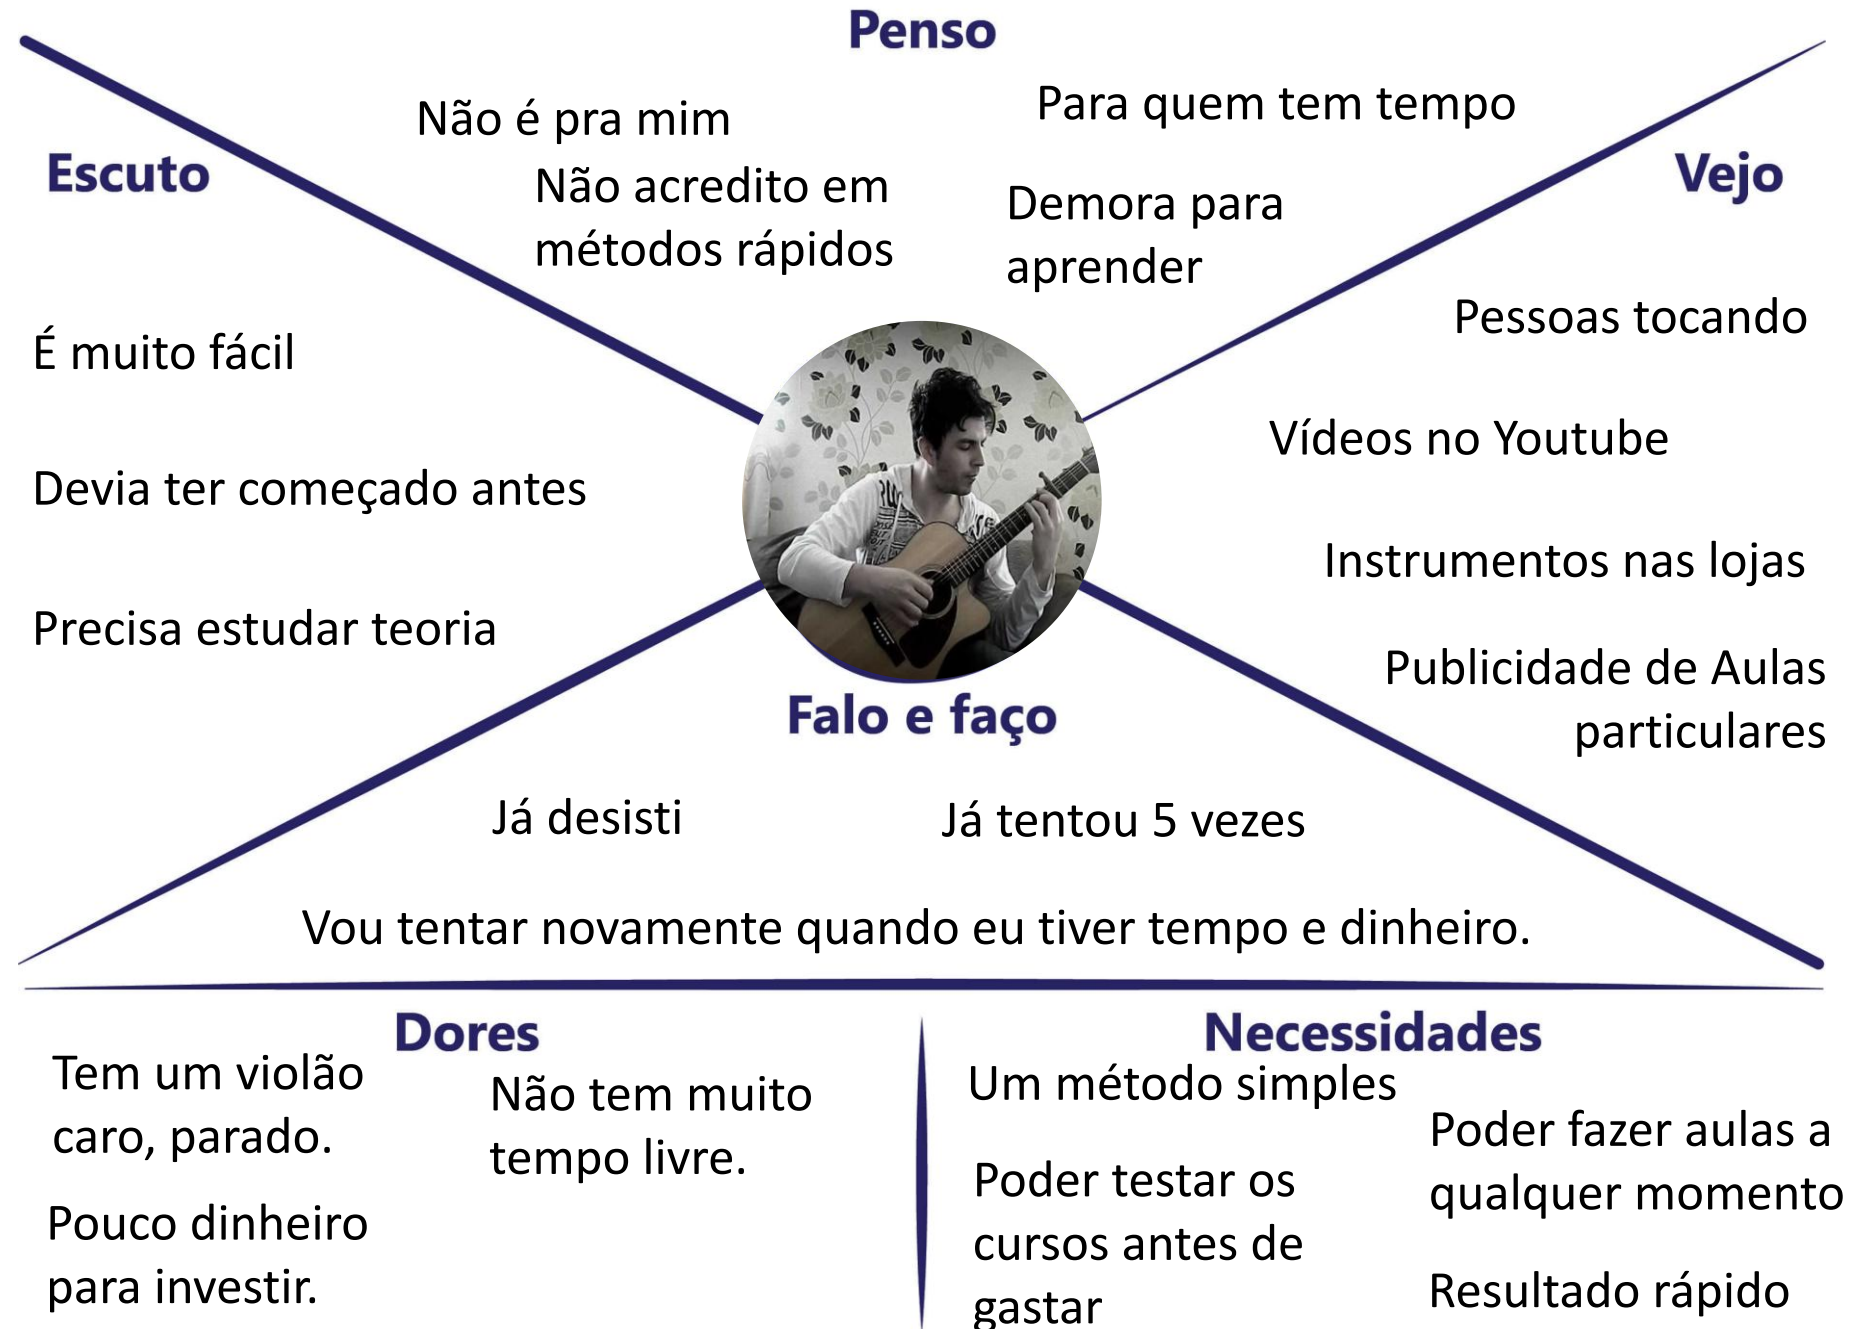 Penso
Não é pra mim
Para quem tem tempo
Não acredito em
métodos rápidos
Demora para
aprender
Escuto
É muito fácil
Devia ter começado antes
Precisa estudar teoria
Vejo
Pessoas tocando
Vídeos no Youtube
Instrumentos nas lojas
Publicidade de Aulas
particulares
Falo e faço
Já desisti
Já tentou 5 vezes
Vou tentar novamente quando eu tiver tempo e dinheiro.
Dores
Tem um violão
caro, parado.
Não tem muito
tempo livre.
Pouco dinheiro
para investir.
Necessidades
Um método simples
Poder fazer aulas a
qualquer momento
Poder testar os
cursos antes de
gastar
Resultado rápido